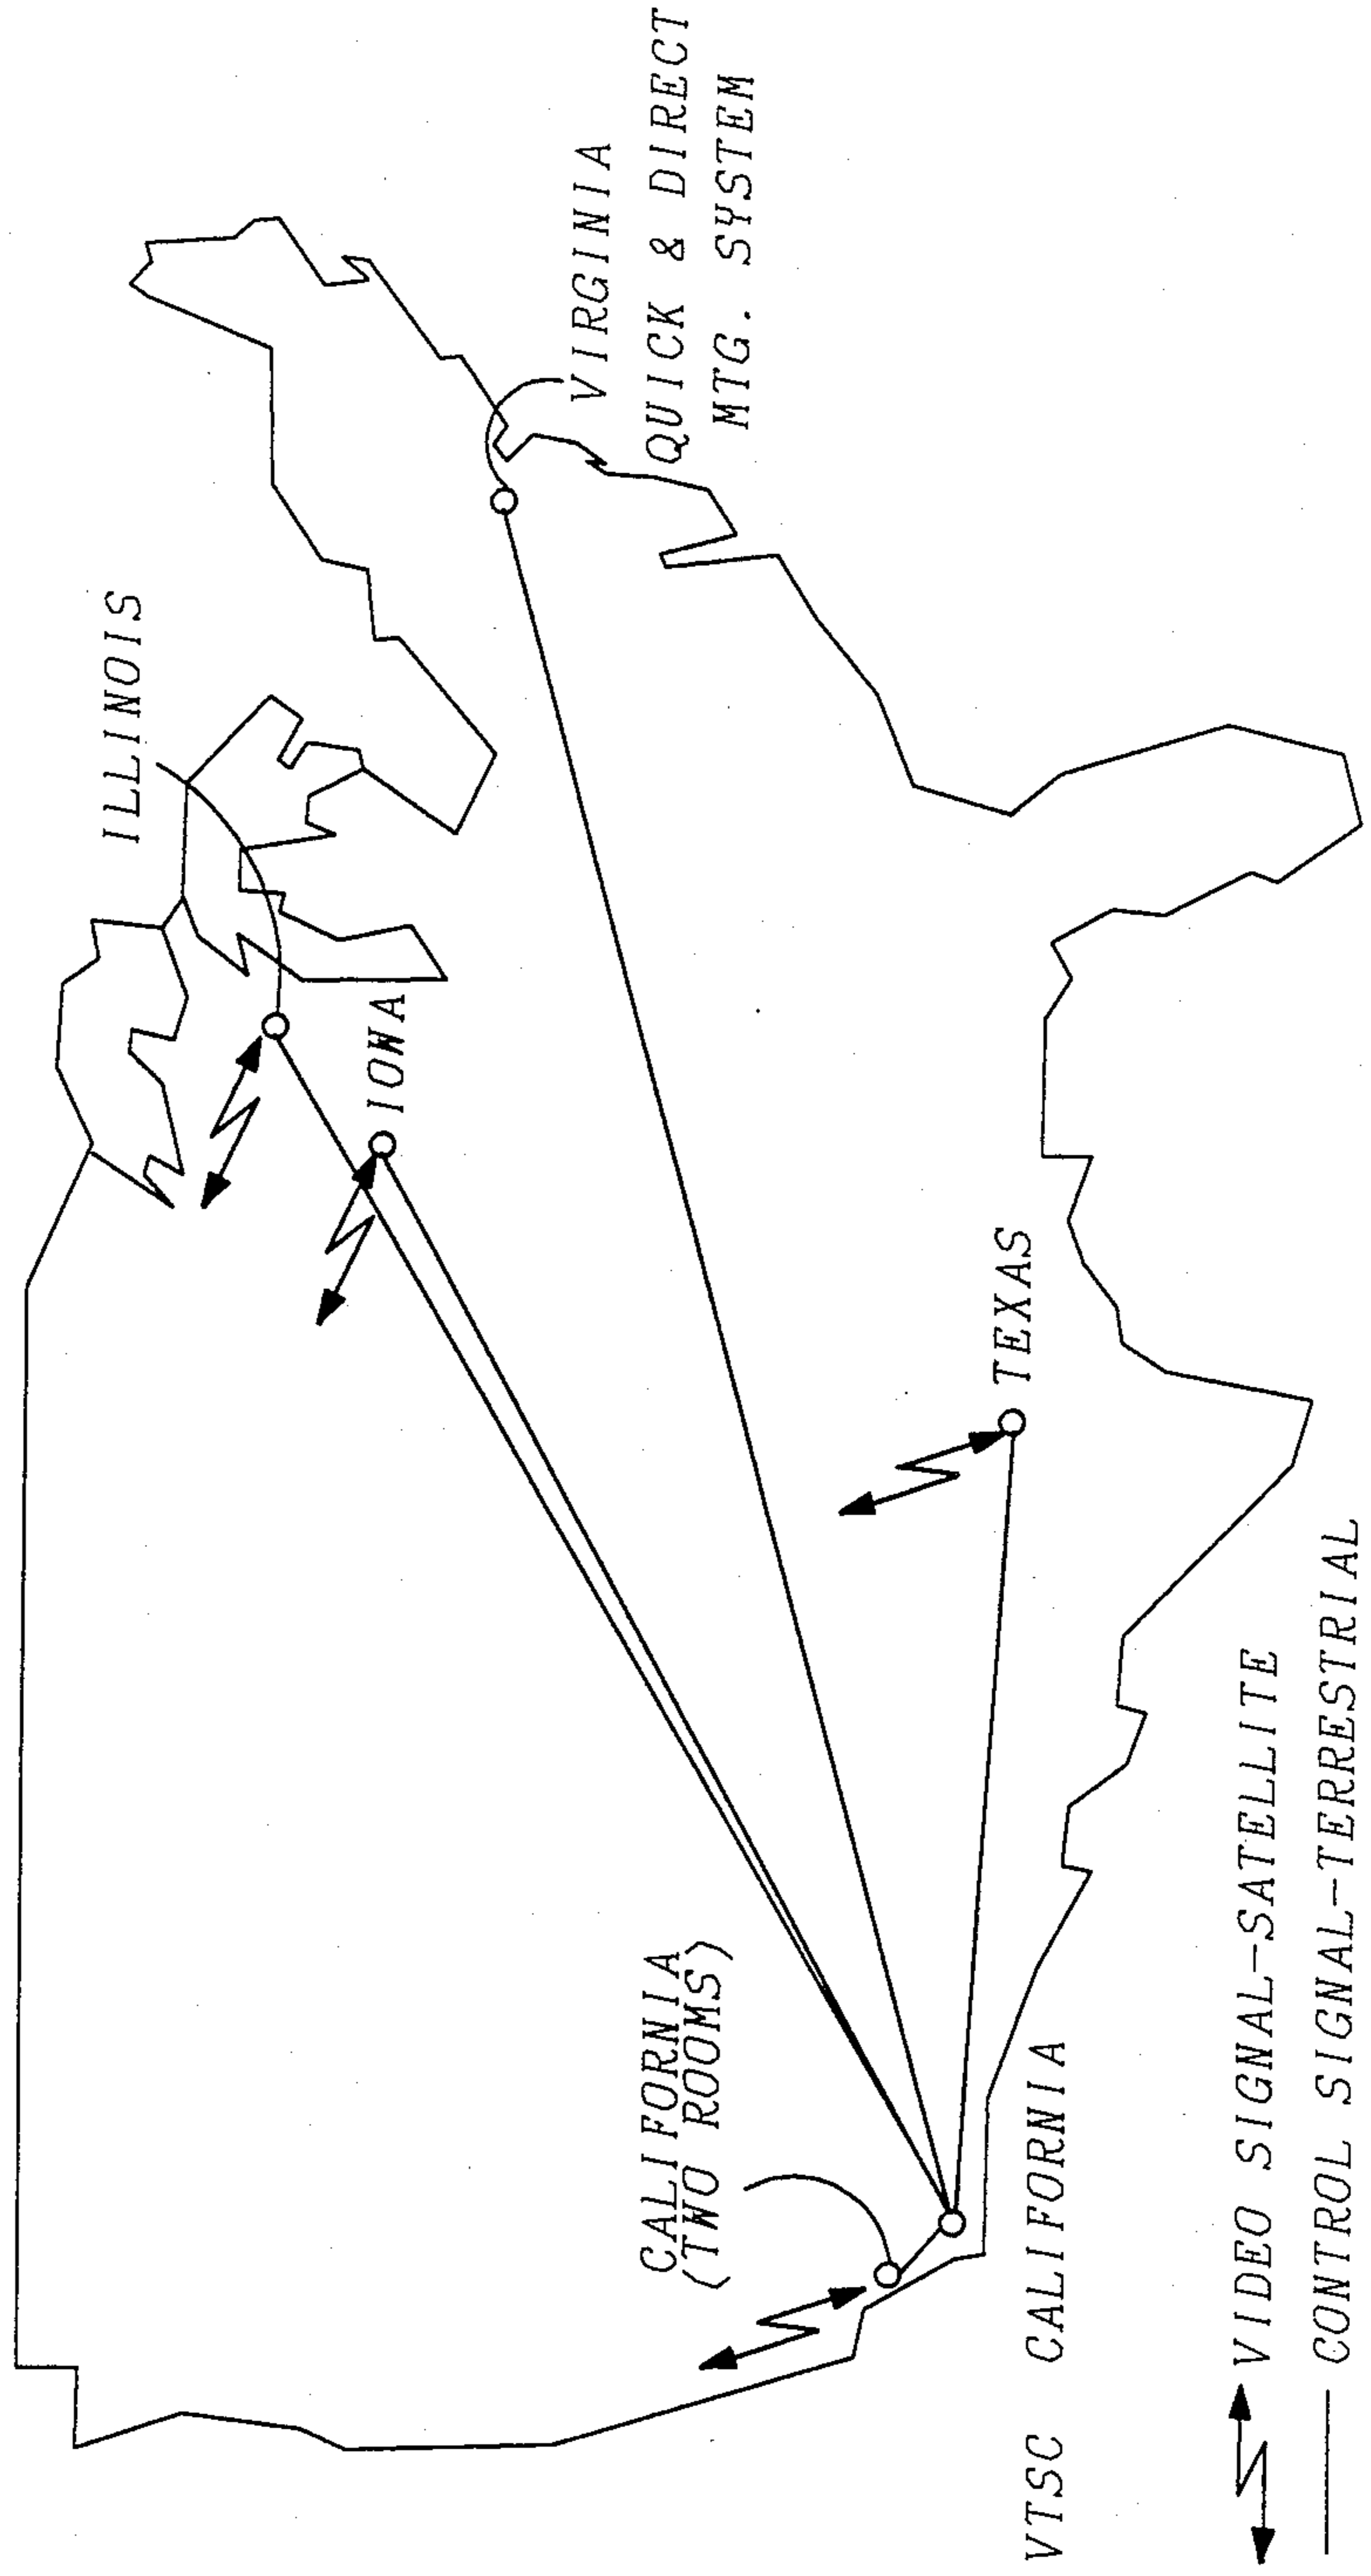 ILLINOIS
IOWA
VIRGINIA
QUICK & DIRECT
MTG. SYSTEM
CALIFORNIA
(TWO ROOMS)
TEXAS
VTSC CALIFORNIA
VIDEO SIGNAL-SATELLITE
CONTROL SIGNAL-TERRESTRIAL